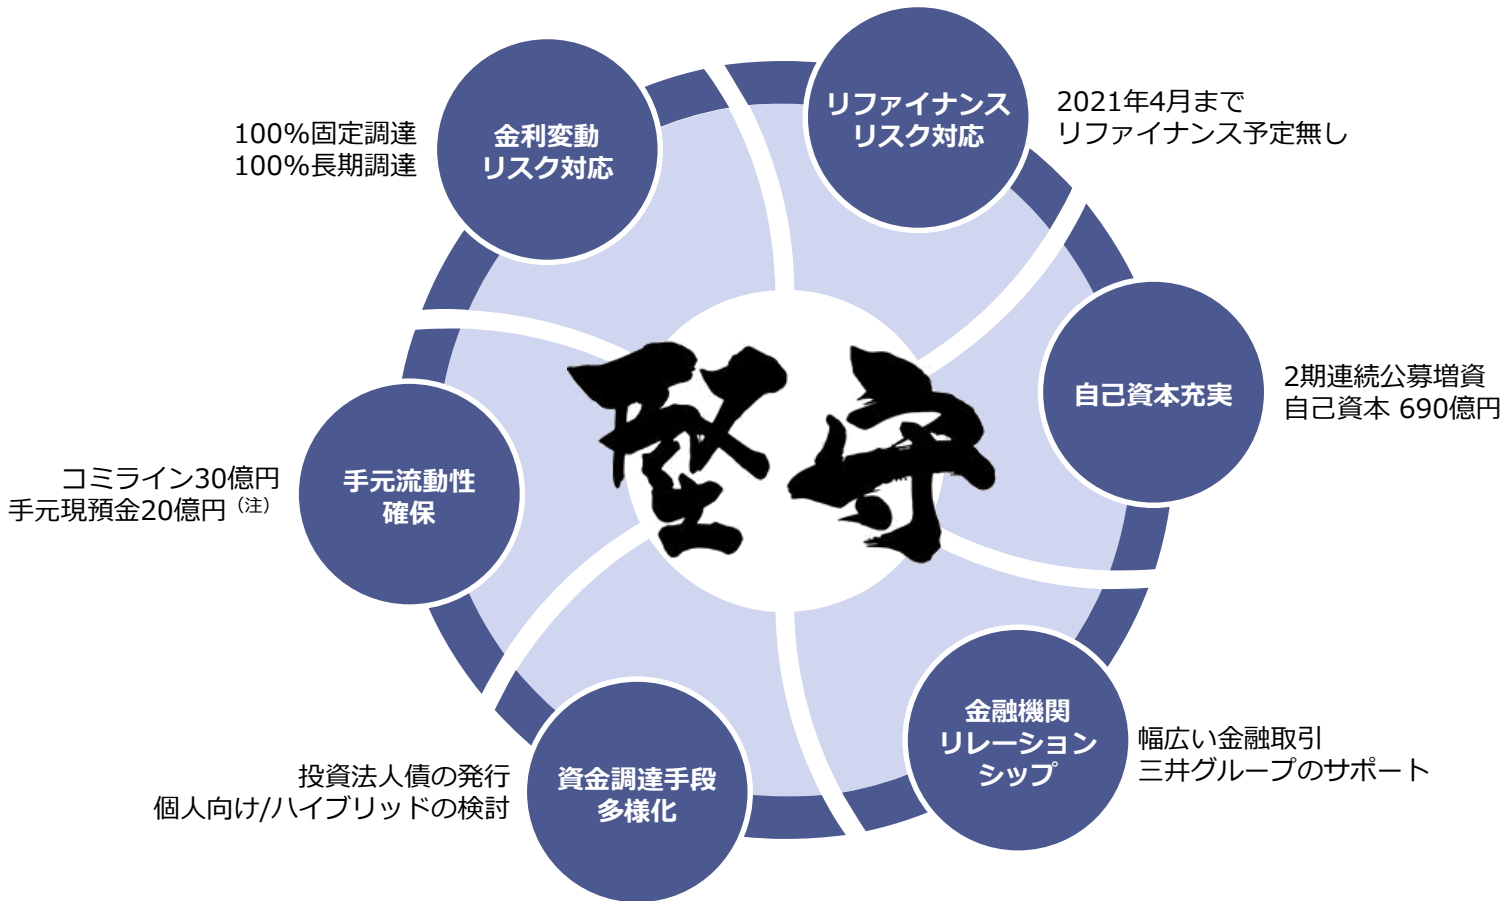 リファイナンス
リスク対応
2021年4月まで
リファイナンス予定無し
100%固定調達
100%長期調達
金利変動
リスク対応
自己資本充実
2期連続公募増資
自己資本 690億円
堅守
コミライン30億円
手元現預金20億円（注）
手元流動性
確保
金融機関
リレーション
シップ
幅広い金融取引
三井グループのサポート
投資法人債の発行
個人向け/ハイブリッドの検討
資金調達手段
多様化